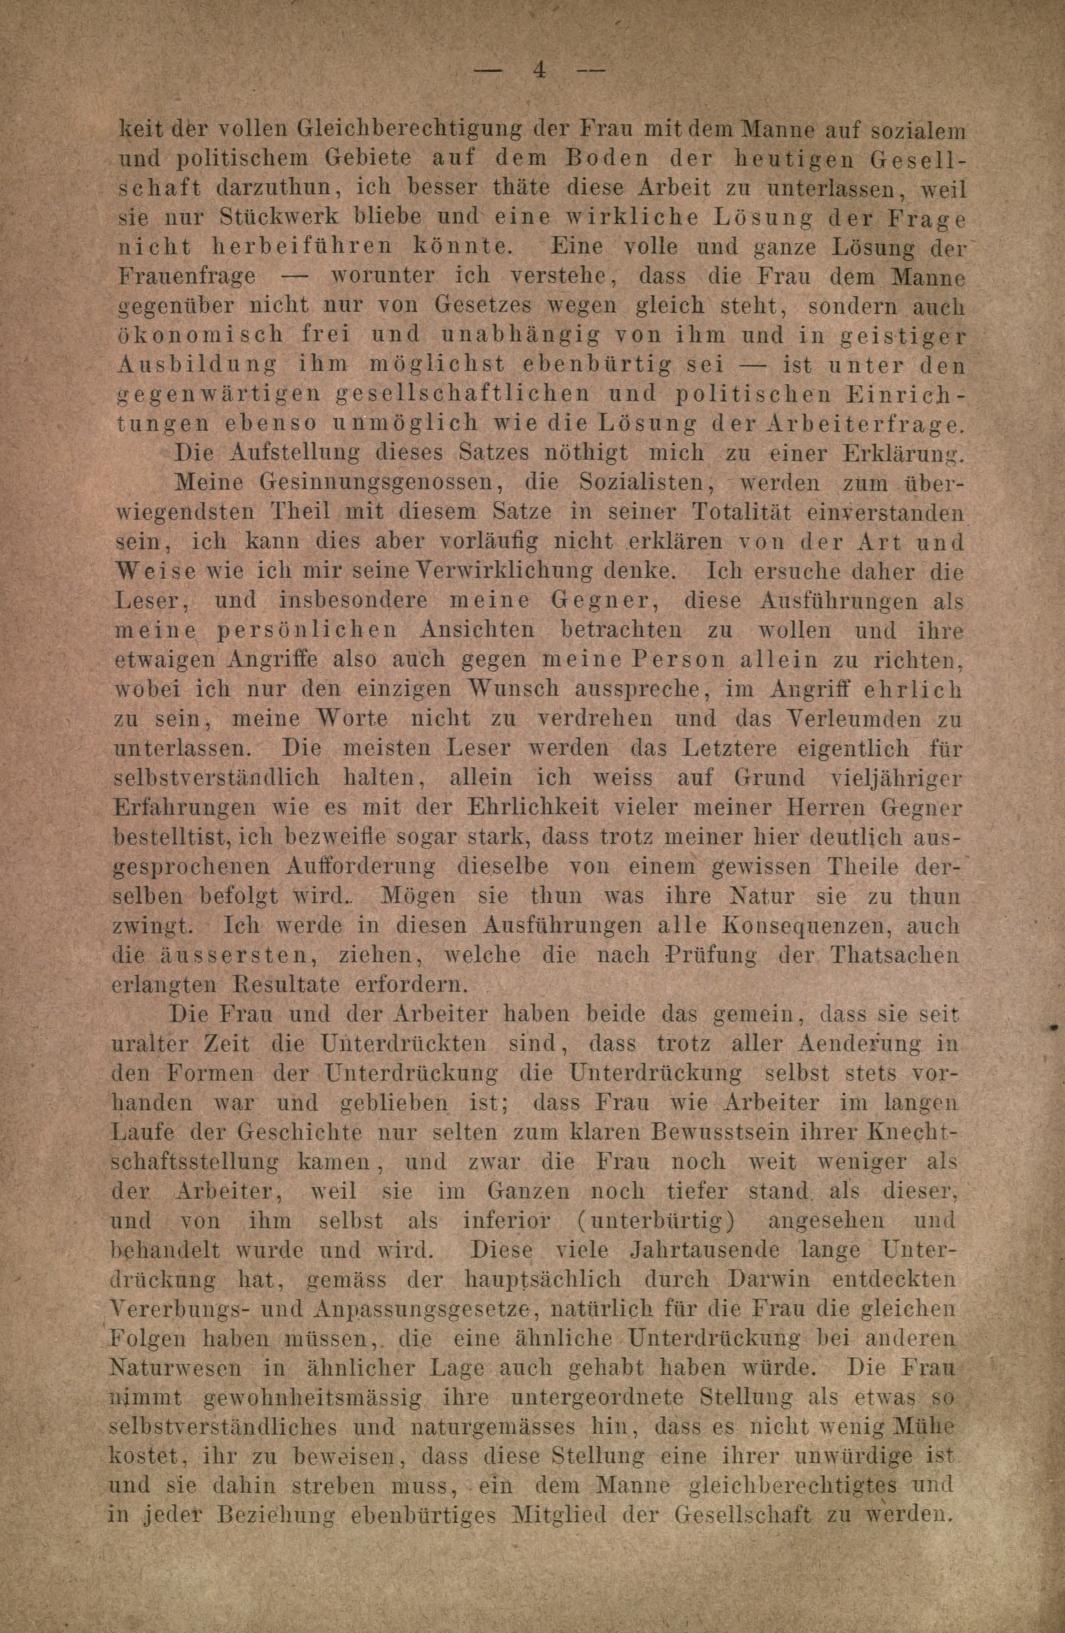 — 4 —
keit der vollen Gleichberechtigung der Frau mit dem Manne auf sozialem
und politischem Gebiete auf dem Boden der heutigen Gesell-
schaft darzuthun, ich besser thäte diese Arbeit zu unterlassen, weil
sie nur Stückwerk bliebe und eine wirkliche Lösung der Frage
nicht herbeiführen könnte. Eine volle und ganze Lösung der
Frauenfrage — worunter ich verstehe, dass die Frau dem Manne
gegenüber nicht nur von Gesetzes wegen gleich steht, sondern auch
ökonomisch frei und unabhängig von ihm und in geistiger
Ausbildung ihm möglichst ebenbürtig sei — ist unter den
gegenwärtigen gesellschaftlichen und politischen Einrich-
tungen ebenso unmöglich wie die Lösung der Arbeiterfrage.
Die Aufstellung dieses Satzes nöthigt mich zu einer Erklärung.
Meine Gesinnungsgenossen, die Sozialisten, werden zum über-
wiegendsten Theil mit diesem Satze in seiner Totalität einverstanden
sein, ich kann dies aber vorläufig nicht erklären von der Art und
Weise wie ich mir seine Verwirklichung denke. Ich ersuche daher die
Leser, und insbesondere meine Gegner, diese Ausführungen als
meine persönlichen Ansichten betrachten zu wollen und ihre
etwaigen Angriffe also auch gegen meine Person allein zu richten,
wobei ich nur den einzigen Wunsch ausspreche, im Angriff ehrlich
zu sein, meine Worte nicht zu verdrehen und das Verleumden zu
unterlassen. Die meisten Leser werden das Letztere eigentlich für
selbstverständlich halten, allein ich weiss auf Grund vieljähriger
Erfahrungen wie es mit der Ehrlichkeit vieler meiner Herren Gegner
bestellt ist, ich bezweifle sogar stark, dass trotz meiner hier deutlich aus-
gesprochenen Aufforderung dieselbe von einem gewissen Theile der-
selben befolgt wird. Mögen sie thun was ihre Natur sie zu thun
zwingt. Ich werde in diesen Ausführungen alle Konsequenzen, auch
die äussersten, ziehen, welche die nach Prüfung der Thatsachen
erlangten Resultate erfordern.
Die Frau und der Arbeiter haben beide das gemein, dass sie seit
uralter Zeit die Unterdrückten sind, dass trotz aller Aenderung in
den Formen der Unterdrückung die Unterdrückung selbst stets vor-
handen war und geblieben ist; dass Frau wie Arbeiter im langen
Laufe der Geschichte nur selten zum klaren Bewusstsein ihrer Knecht-
schaftsstellung kamen, und zwar die Frau noch weit weniger als
der Arbeiter, weil sie im Ganzen noch tiefer stand als dieser,
und von ihm selbst als inferior (unterbürtig) angesehen und
behandelt wurde und wird. Diese viele Jahrtausende lange Unter-
drückung hat, gemäss der hauptsächlich durch Darwin entdeckten
Vererbungs- und Anpassungsgesetze, natürlich für die Frau die gleichen
Folgen haben müssen, die eine ähnliche Unterdrückung bei anderen
Naturwesen in ähnlicher Lage auch gehabt haben würde. Die Frau
nimmt gewohnheitsmässig ihre untergeordnete Stellung als etwas so
selbstverständliches und naturgemässes hin, dass es nicht wenig Mühe
kostet, ihr zu beweisen, dass diese Stellung eine ihrer unwürdige ist
und sie dahin streben muss, ein dem Manne gleichberechtigtes und
in jeder Beziehung ebenbürtiges Mitglied der Gesellschaft zu werden.